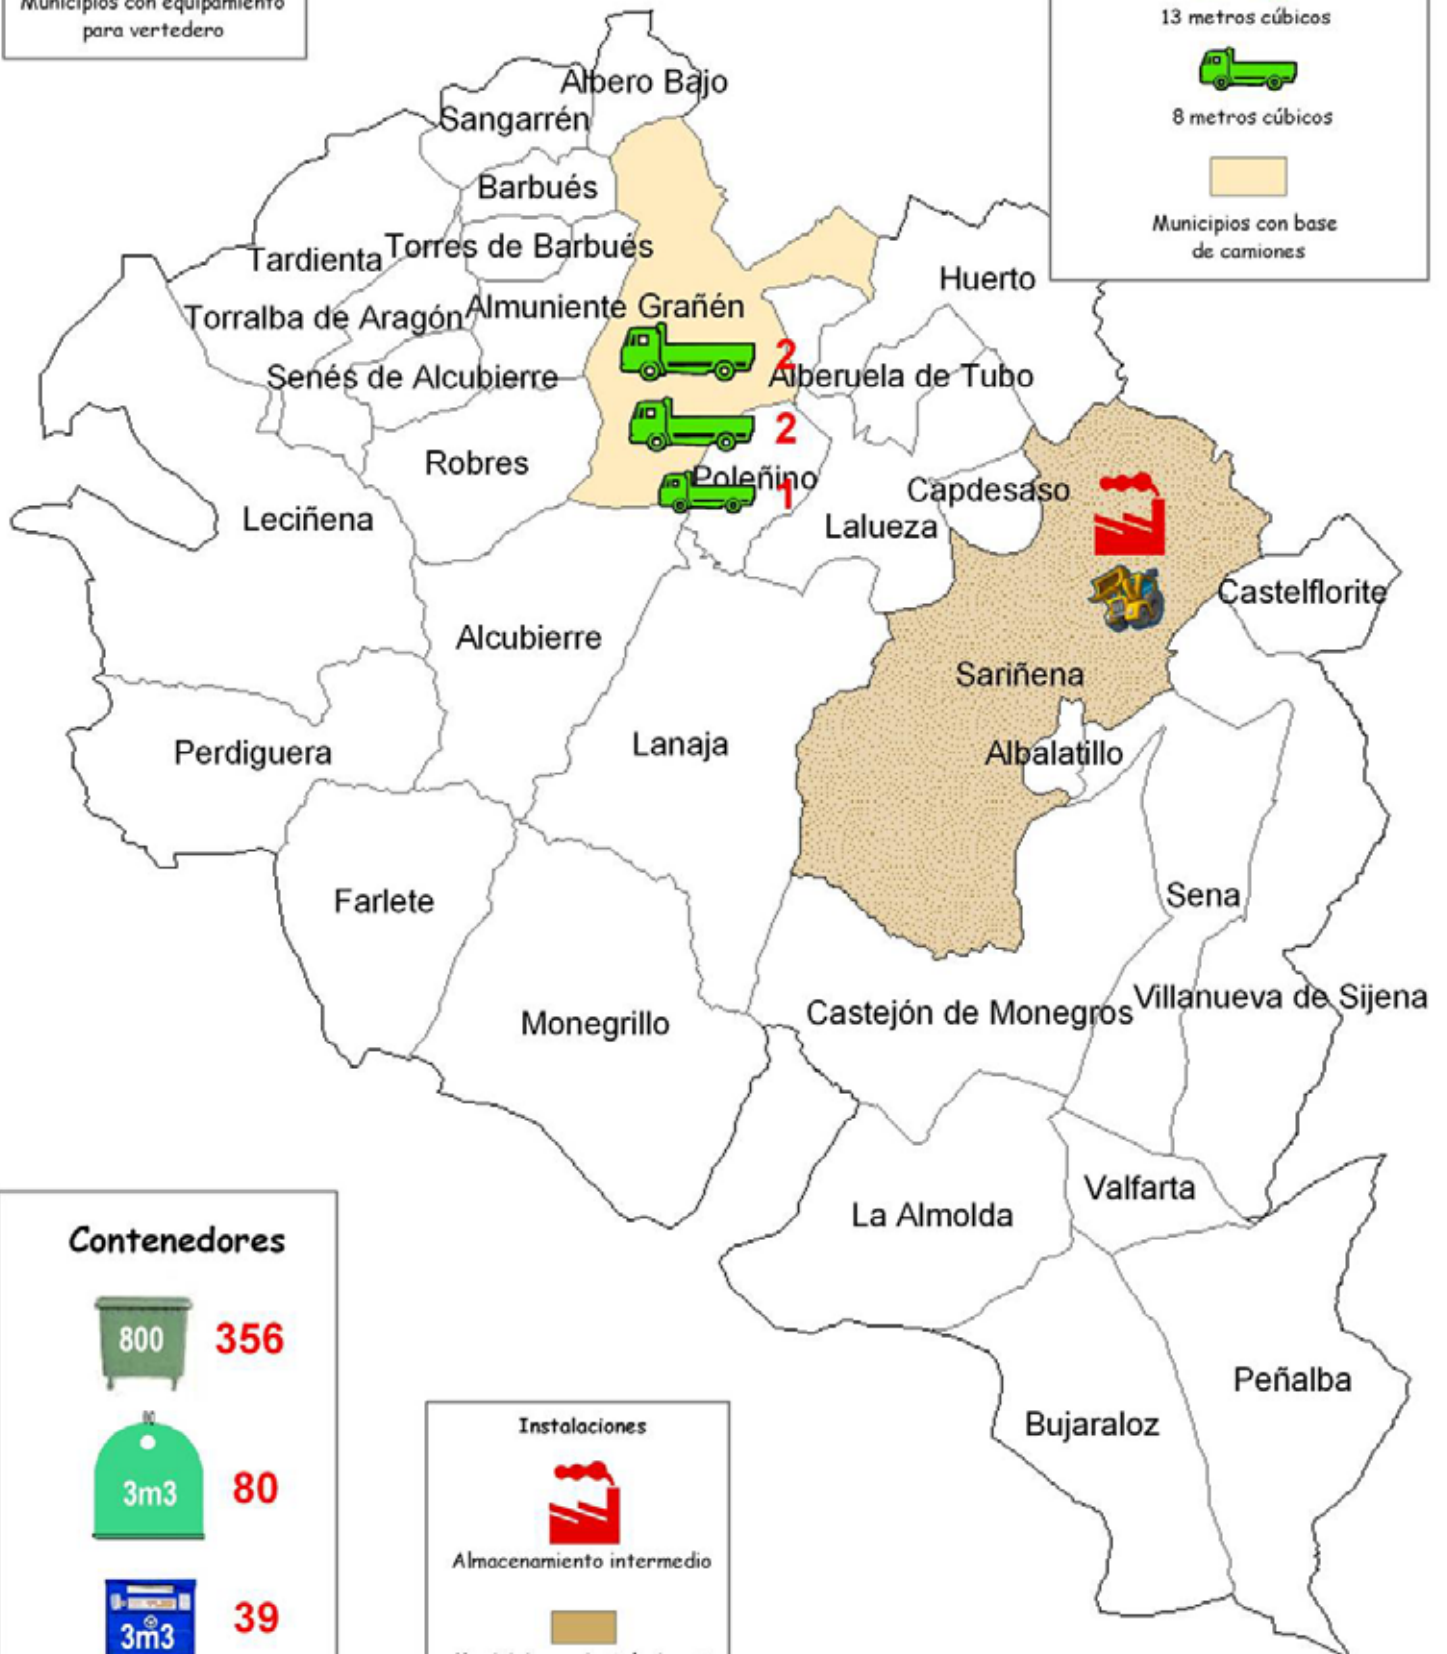 Municipios con equipamiento
para vertedero
13 metros cúbicos
8 metros cúbicos
Municipios con base
de camiones
Albero Bajo
Sangarrén
Barbués
Torres de Barbués
Tardienta
Huerto
Almuniente
Grañén
Torralba de Aragón
2
Senés de Alcubierre
Alberuela de Tubo
2
Robres
Poleñino
1
Capdesaso
Leciñena
Lalueza
Castelflorite
Alcubierre
Sariñena
Lanaja
Perdiguera
Albalatillo
Farlete
Sena
Villanueva de Sijena
Castejón de Monegros
Monegrillo
Valfarta
La Almolda
Peñalba
Bujaraloz
Contenedores
800
356
3m3
80
3m3
39
Instalaciones
Almacenamiento intermedio